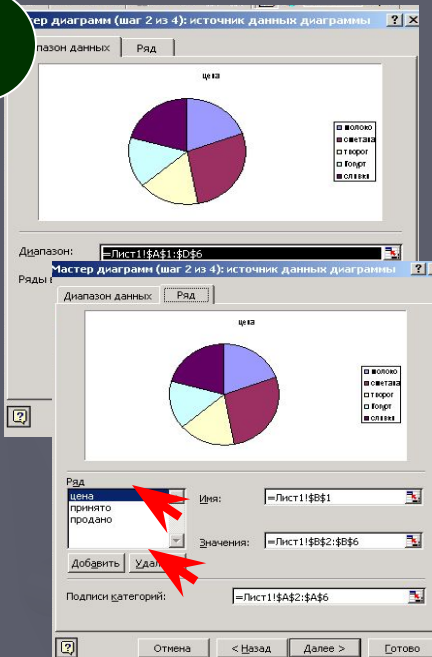 ер диаграмм (шаг 2 из 4): источник данных диаграммы
пазон данных Ряд
цена
молоко
сметана
творог
йогурт
сливки
Диапазон: =Лист1!$A$1:$D$6
Ряды в
Мастер диаграмм (шаг 2 из 4): источник данных диаграммы
Диапазон данных Ряд
цена
молоко
сметана
творог
йогурт
сливки
Ряд
цена
принято
продано
Имя: =Лист1!$B$1
Значения: =Лист1!$B$2:$B$6
Добавить Удал
Подписи категорий: =Лист1!$A$2:$A$6
Отмена < Назад Далее > Готово